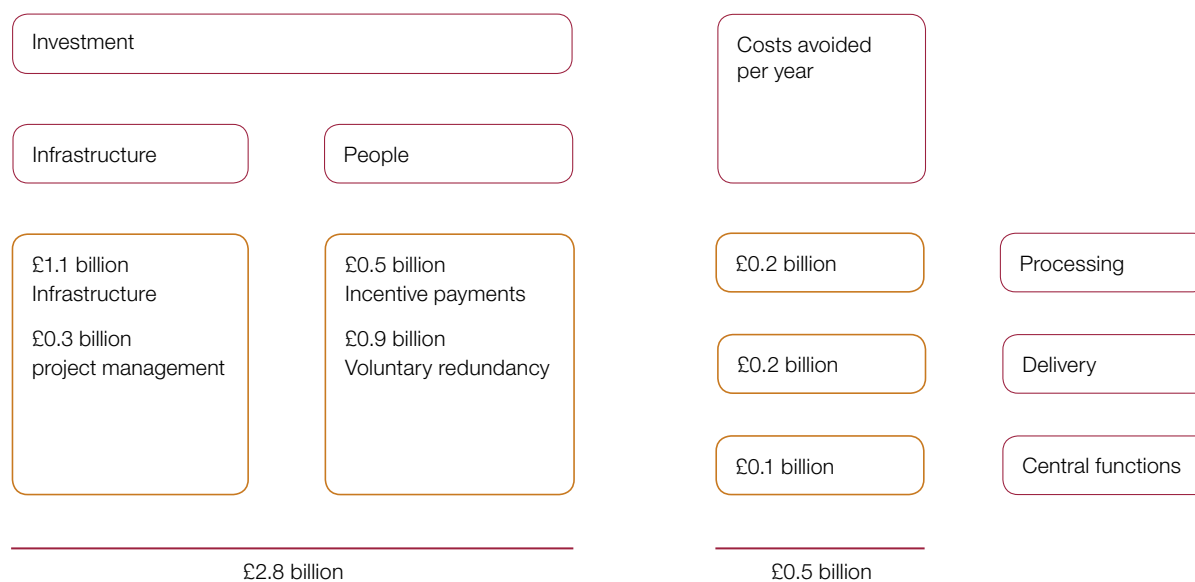 Investment
Infrastructure
People
£1.1 billion
Infrastructure
£0.3 billion
project management
£0.5 billion
Incentive payments
£0.9 billion
Voluntary redundancy
£2.8 billion
Costs avoided
per year
£0.2 billion
Processing
£0.2 billion
Delivery
£0.1 billion
Central functions
£0.5 billion